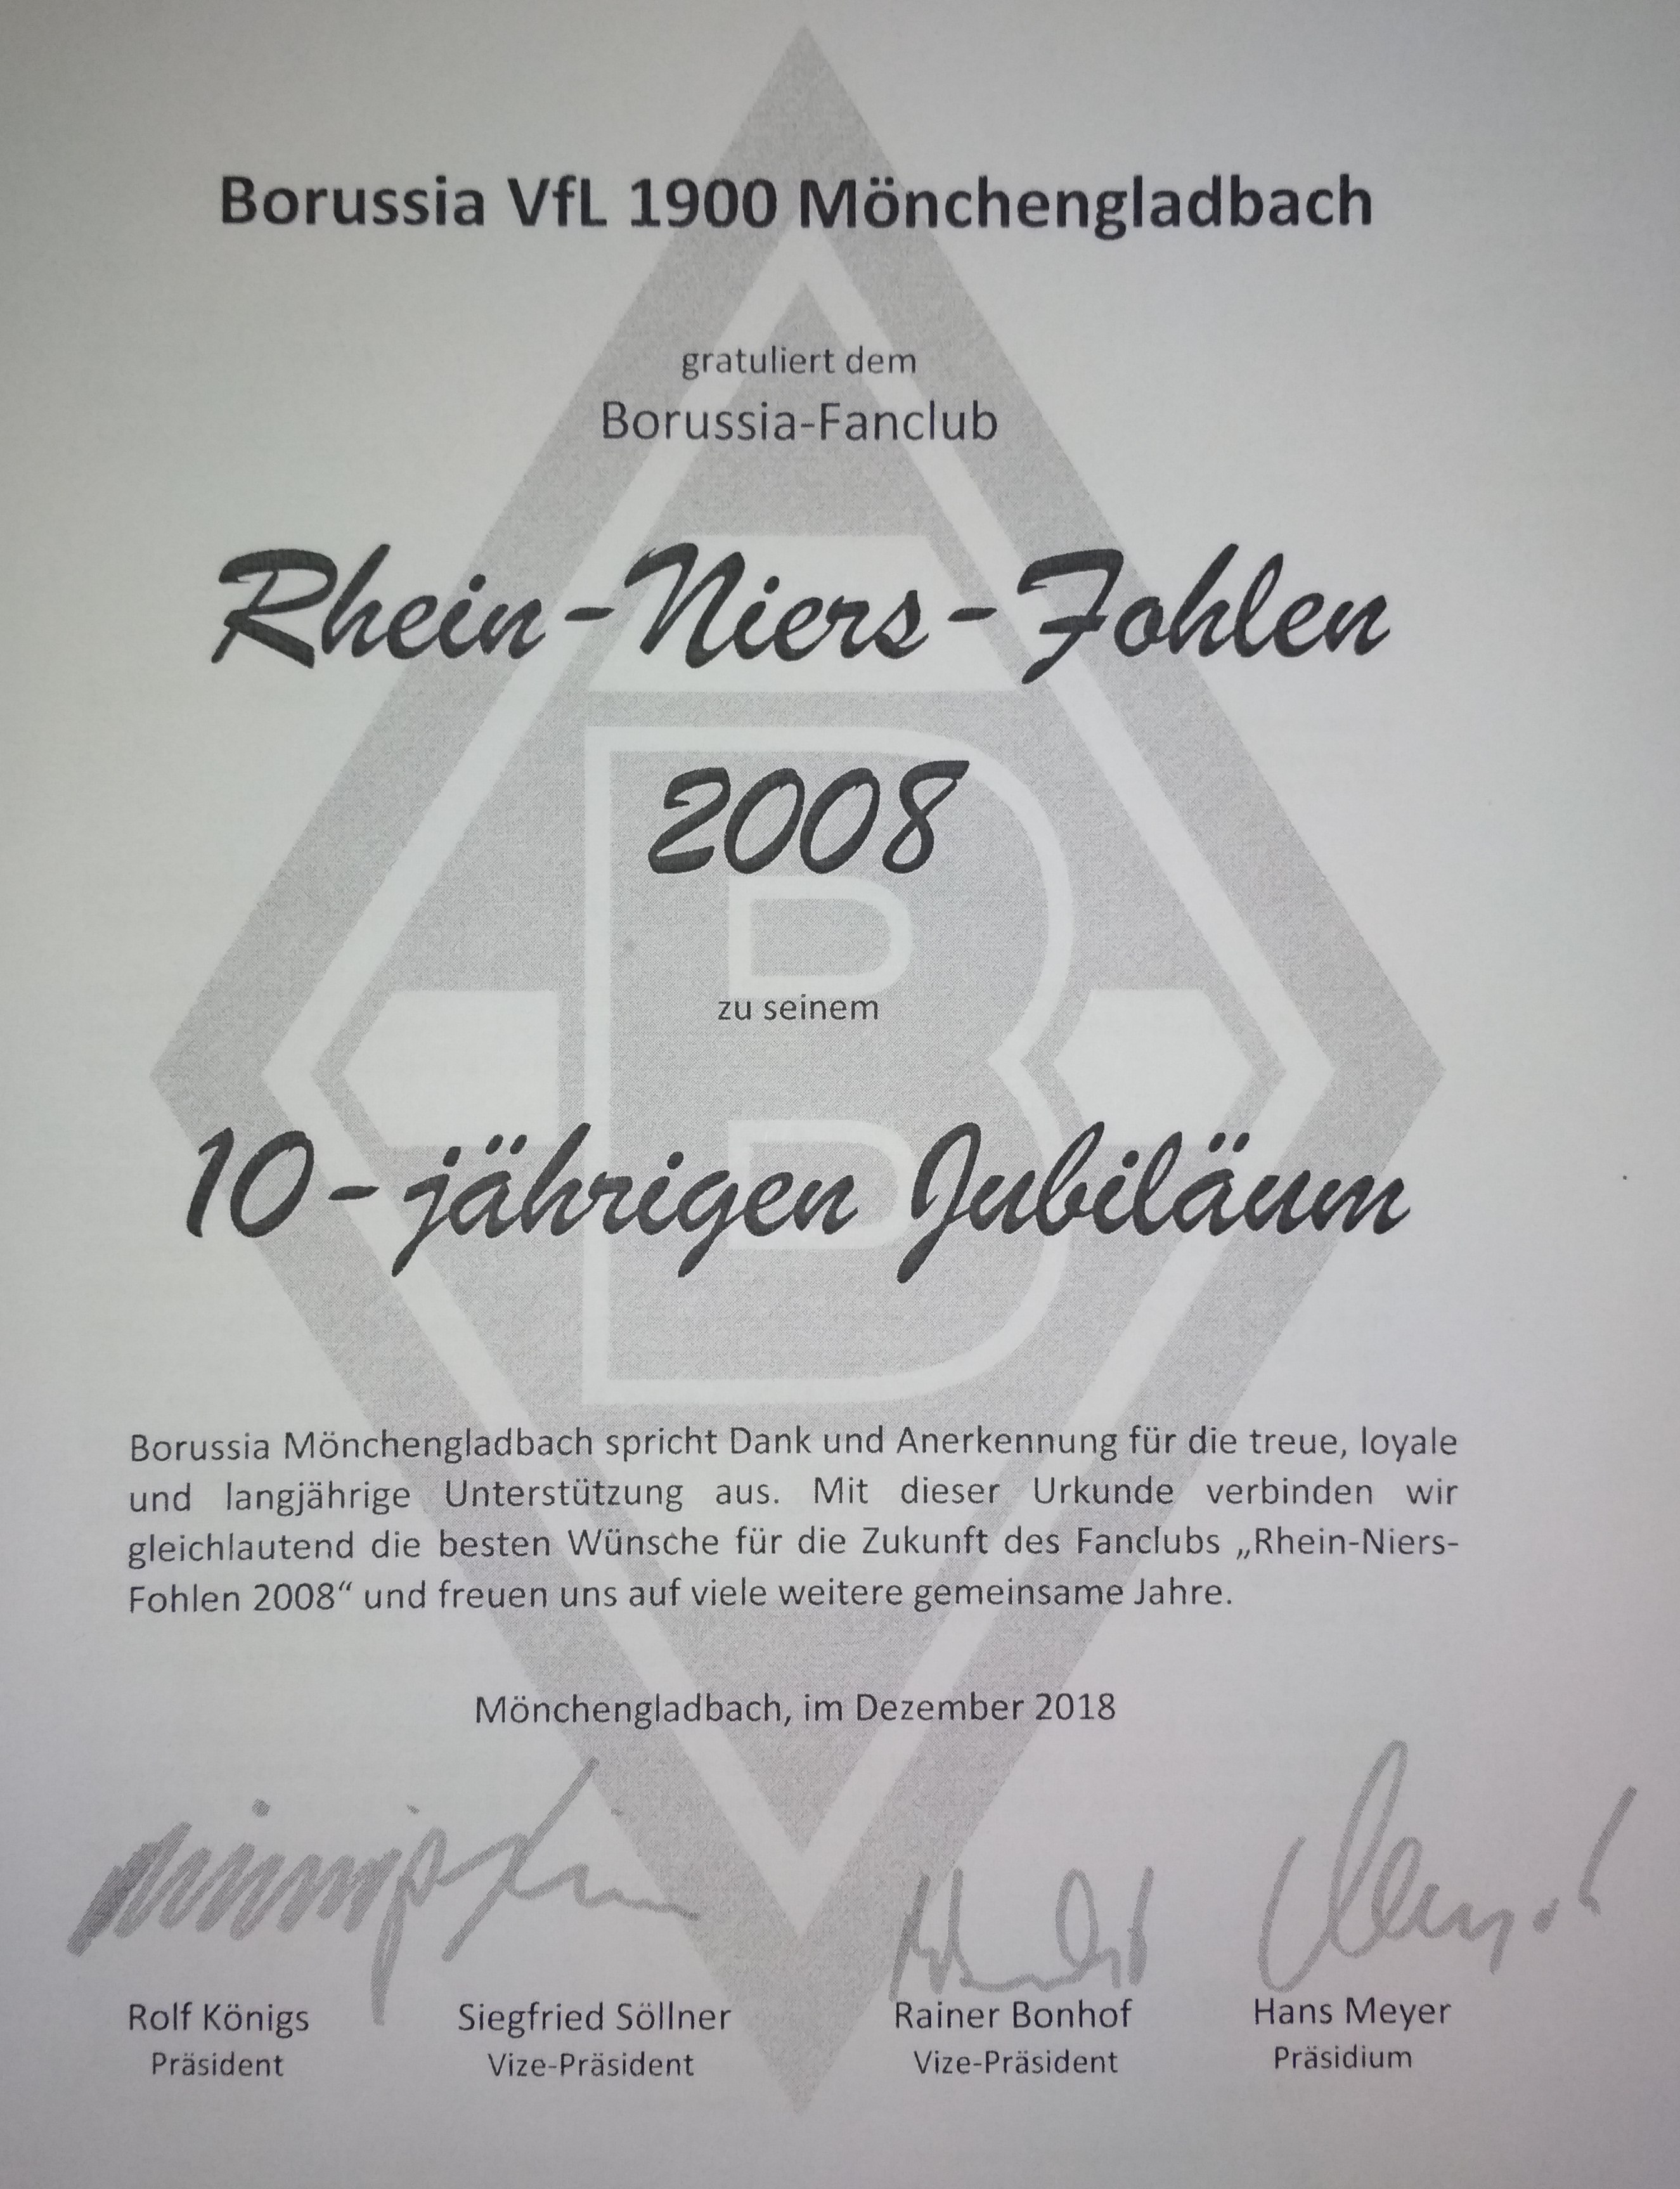 Borussia VfL 1900 Mönchengladbach
gratuliert dem
Borussia-Fanclub
Rhein-Niers-Fohlen
2008
zu seinem
10-jährigen Jubiläum
Borussia Mönchengladbach spricht Dank und Anerkennung für die treue, loyale
und langjährige Unterstützung aus. Mit dieser Urkunde verbinden wir
gleichlautend die besten Wünsche für die Zukunft des Fanclubs „Rhein-Niers-
Fohlen 2008“ und freuen uns auf viele weitere gemeinsame Jahre.
Mönchengladbach, im Dezember 2018
Rolf Königs Siegfried Söllner Rainer Bonhof Hans Meyer
Präsident Vize-Präsident Vize-Präsident Präsidium
B